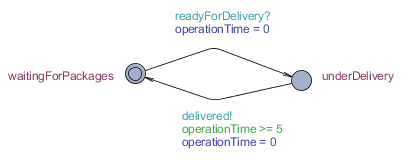 readyForDelivery?
operationTime = 0
waitingForPackages
underDelivery
delivered!
operationTime >= 5
operationTime = 0